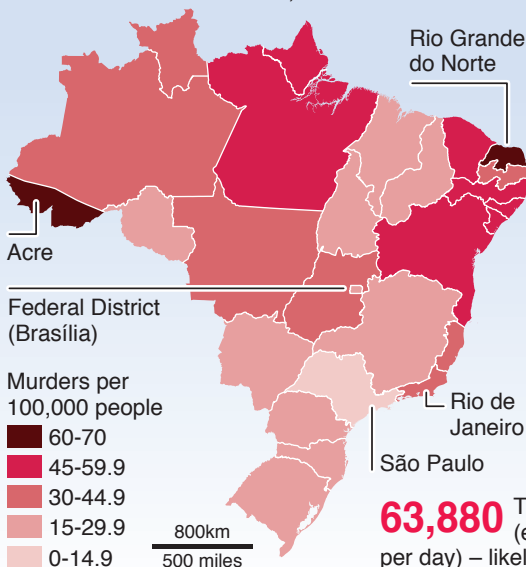 Rio Grande
do Norte
Acre
Federal District
(Brasília)
Murders per
100,000 people
60-70
45-59.9
30-44.9
15-29.9
0-14.9
800km
500 miles
Rio de
Janeiro
São Paulo
63,880
per day) – likel